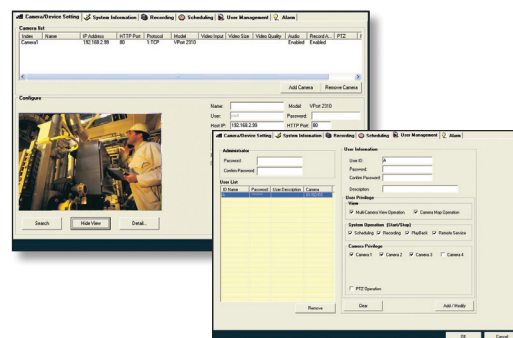 Camera/Device Setting System Information Recording Scheduling User Management Alarm
Camera list
Index Name IP Address HTTP Port Protocol Model Video Input Video Size Video Quality Audio Record A... PTZ
Camera1 192.168.2.99 80 1:TCP VPort 2310 Enabled Enabled
Add Camera Remove Camera
Configure
Name: Model: VPort 2310
User: Password:
Host IP: 192.168.2.99 HTTP Port: 80
Search Hide View Detail...
Camera/Device Setting System Information Recording Scheduling User Management Alarm
Administrator
Password
Confirm Password
User List
ID Name Password User Description Camera
Remove
User Information
User ID: A
Password:
Confirm Password
Description
User Privilege
View
Multi-Camera View Operation Camera Map Operation
System Operation (Start/Stop)
Scheduling Recording PlayBack Remote Service
Camera Privilege
Camera 1 Camera 2 Camera 3 Camera 4
PTZ Operation
Clear Add / Modify
OK Cancel